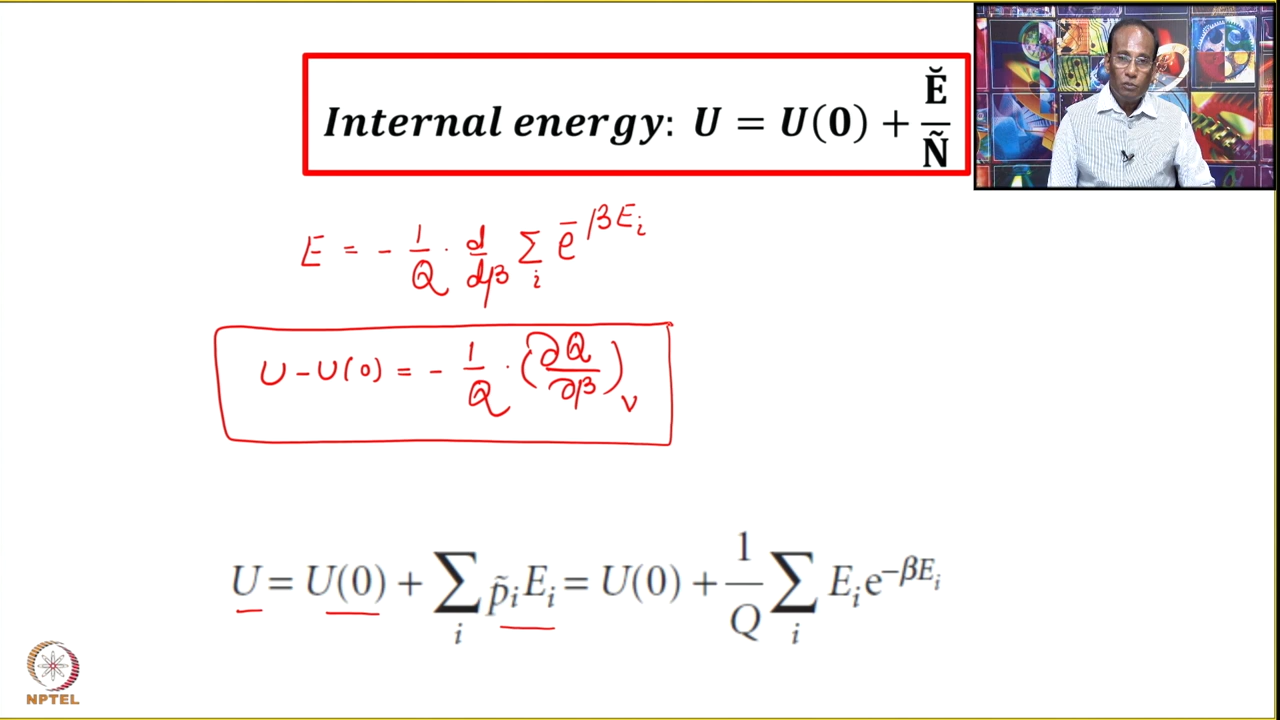 Internal energy: U = U(0) + Ĕ/Ñ
E = - 1/Q · d/dβ Σ_i e^{-βE_i}
U - U(0) = - 1/Q · (∂Q/∂β)_V
U = U(0) + Σ_i p̃_i E_i = U(0) + 1/Q Σ_i E_i e^{-βE_i}
NPTEL